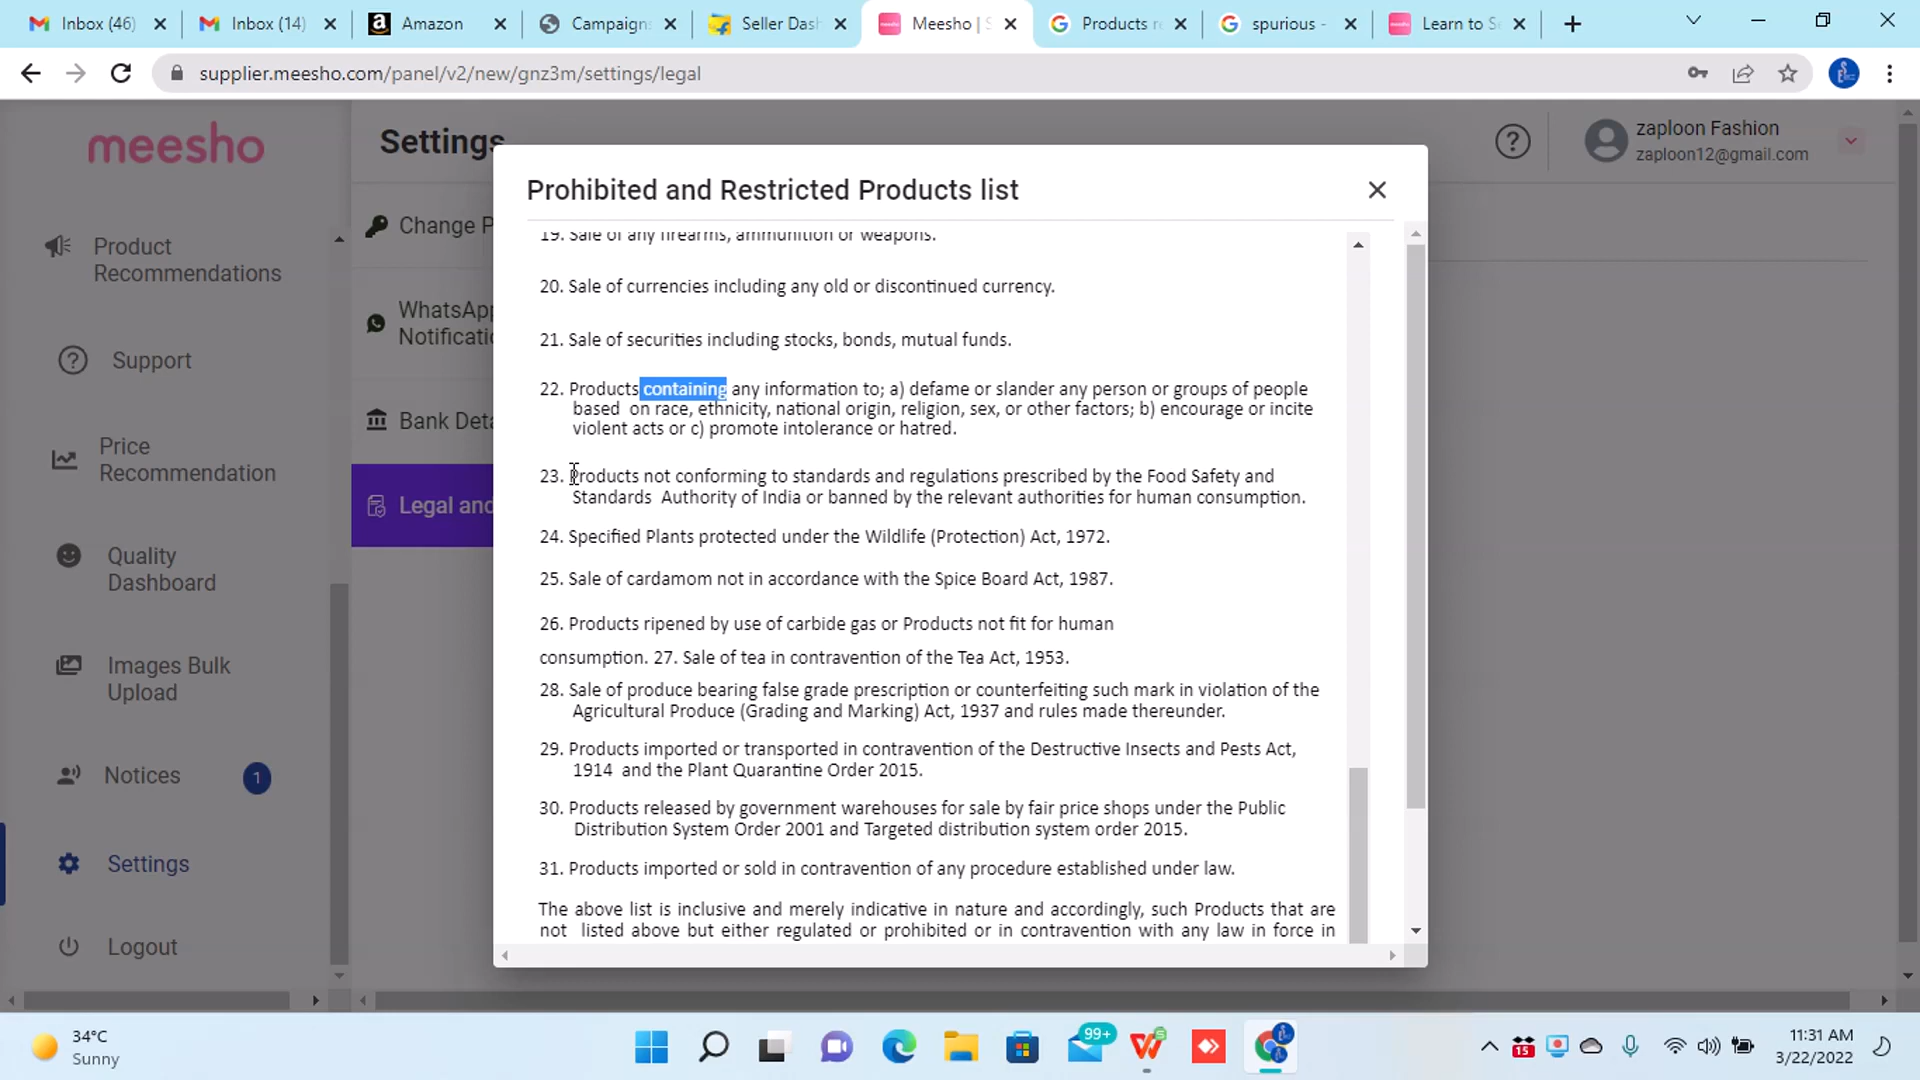 Inbox (46)
Inbox (14)
Amazon
Campaigns
Seller Dash
Meesho | S
Products r
spurious -
Learn to Se
supplier.meesho.com/panel/v2/new/gnz3m/settings/legal
meesho
Product
Recommendations
Support
Price
Recommendation
Quality
Dashboard
Images Bulk
Upload
Notices 1
Settings
Logout
Settings
zaploon Fashion
zaploon12@gmail.com
Change P
WhatsApp
Notificatio
Bank Deta
Legal and
Prohibited and Restricted Products list
19. Sale of any firearms, ammunition or weapons.
20. Sale of currencies including any old or discontinued currency.
21. Sale of securities including stocks, bonds, mutual funds.
22. Products containing any information to; a) defame or slander any person or groups of people
based on race, ethnicity, national origin, religion, sex, or other factors; b) encourage or incite
violent acts or c) promote intolerance or hatred.
23. Products not conforming to standards and regulations prescribed by the Food Safety and
Standards Authority of India or banned by the relevant authorities for human consumption.
24. Specified Plants protected under the Wildlife (Protection) Act, 1972.
25. Sale of cardamom not in accordance with the Spice Board Act, 1987.
26. Products ripened by use of carbide gas or Products not fit for human
consumption. 27. Sale of tea in contravention of the Tea Act, 1953.
28. Sale of produce bearing false grade prescription or counterfeiting such mark in violation of the
Agricultural Produce (Grading and Marking) Act, 1937 and rules made thereunder.
29. Products imported or transported in contravention of the Destructive Insects and Pests Act,
1914 and the Plant Quarantine Order 2015.
30. Products released by government warehouses for sale by fair price shops under the Public
Distribution System Order 2001 and Targeted distribution system order 2015.
31. Products imported or sold in contravention of any procedure established under law.
The above list is inclusive and merely indicative in nature and accordingly, such Products that are
not listed above but either regulated or prohibited or in contravention with any law in force in
34°C
Sunny
99+
15
11:31 AM
3/22/2022